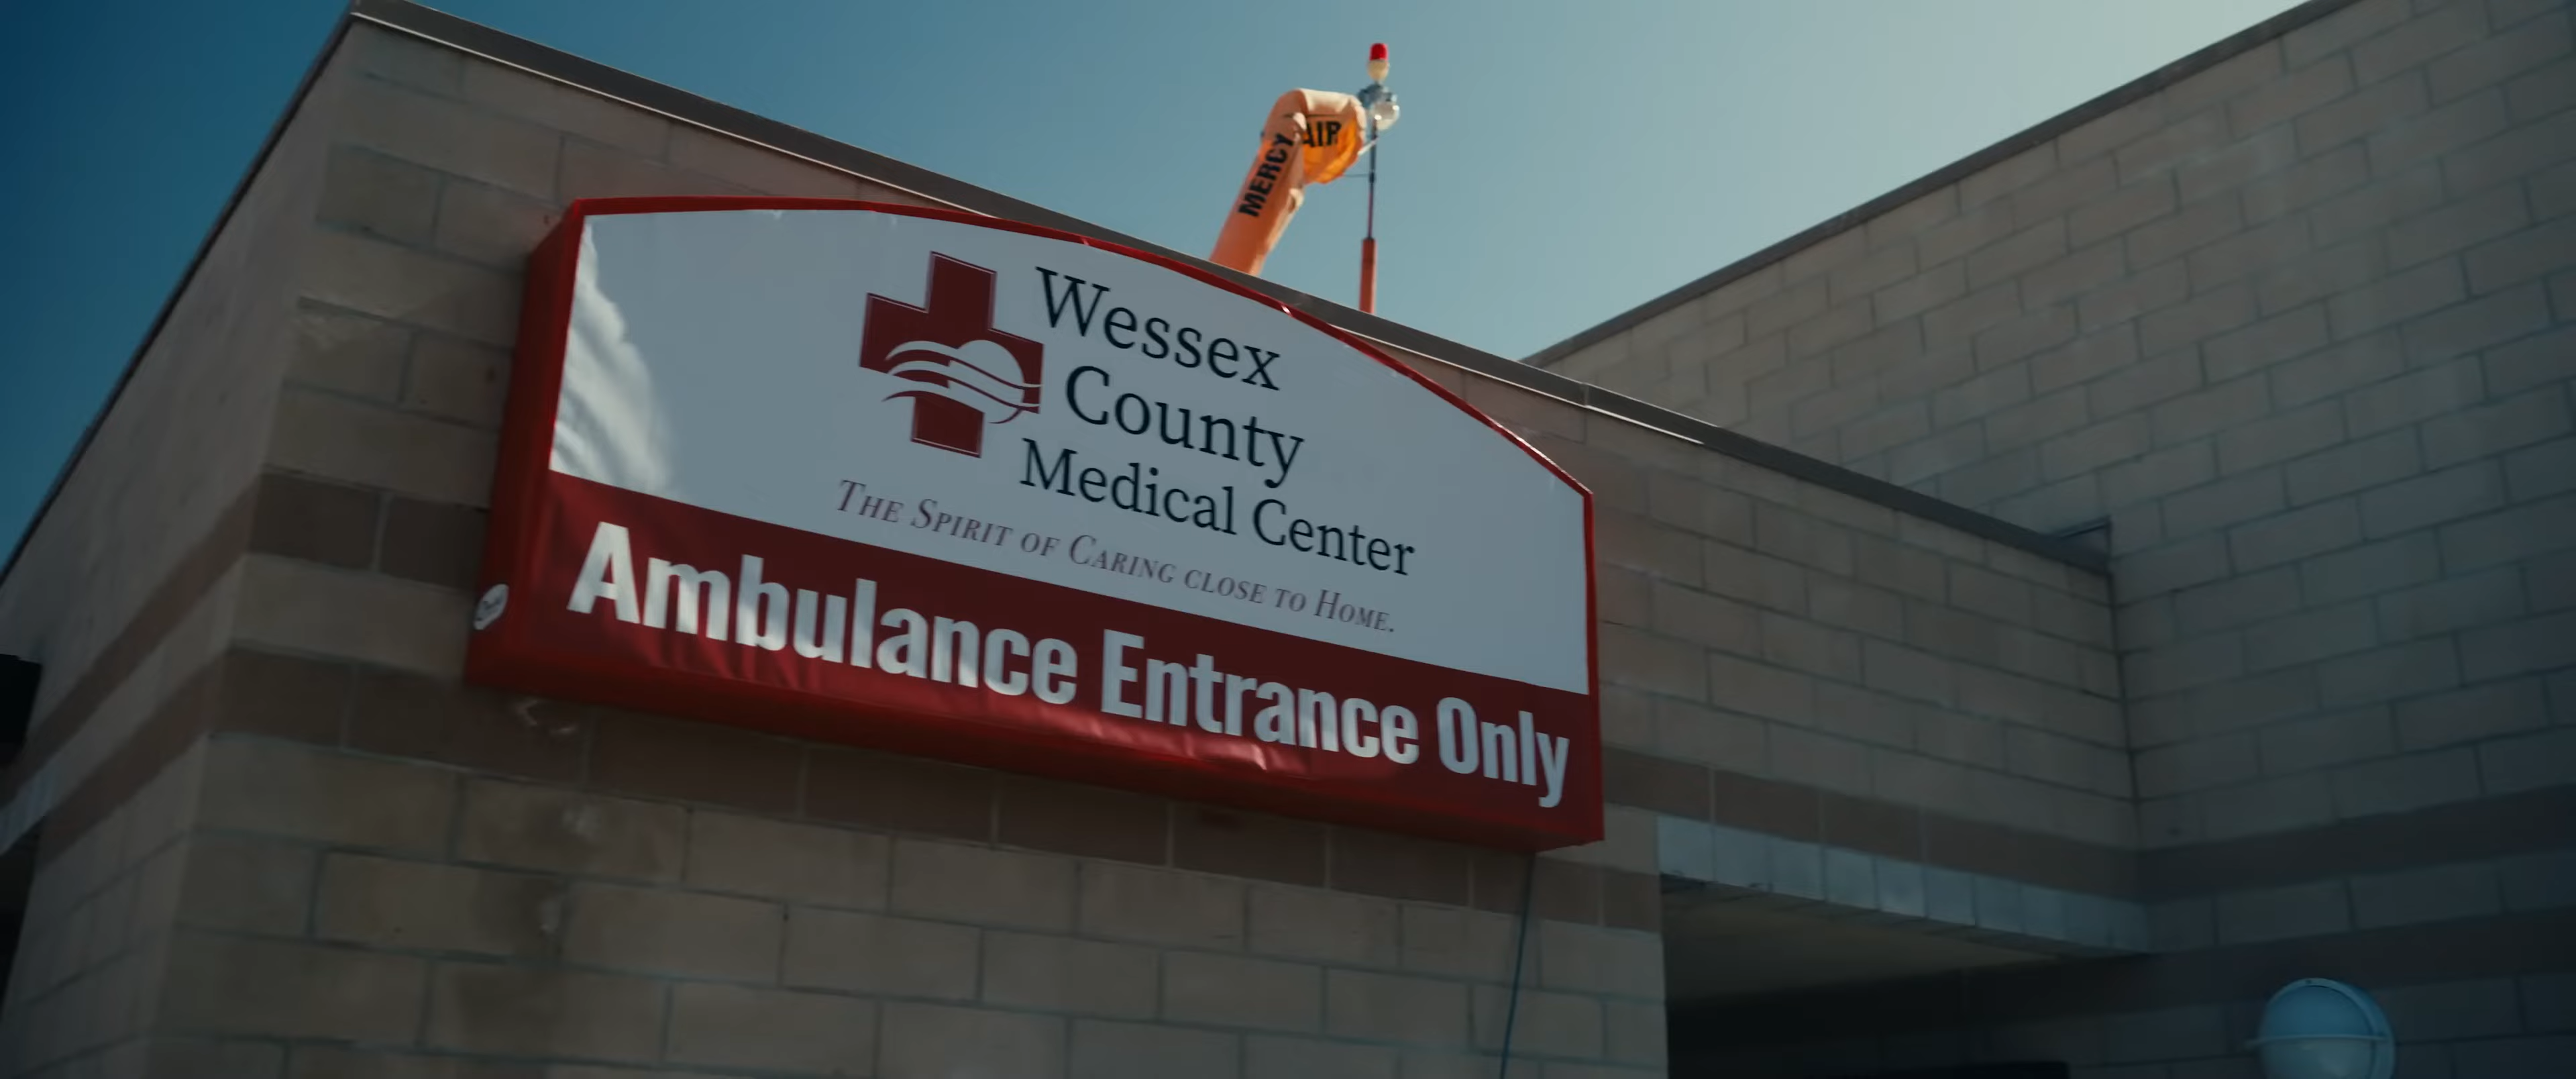 MERCY AIR
Wessex
County
Medical Center
THE SPIRIT OF CARING CLOSE TO HOME.
Ambulance Entrance Only